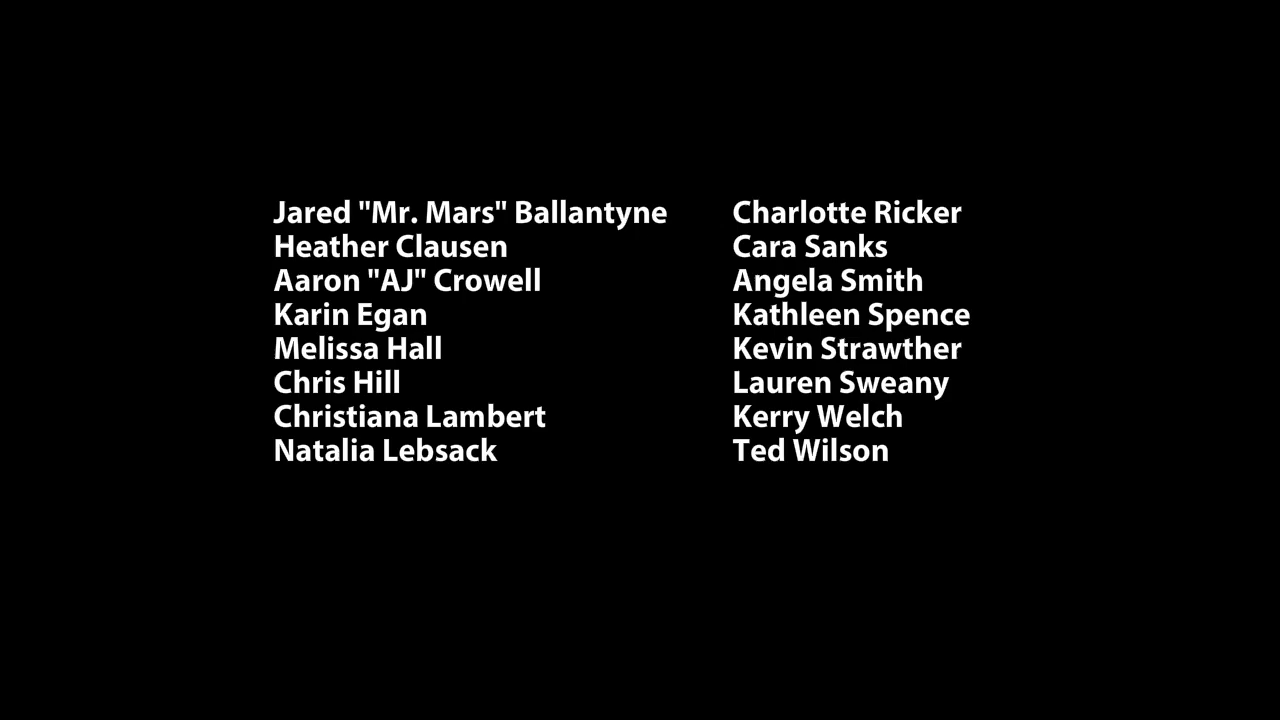 Jared "Mr. Mars" Ballantyne
Heather Clausen
Aaron "AJ" Crowell
Karin Egan
Melissa Hall
Chris Hill
Christiana Lambert
Natalia Lebsack
Charlotte Ricker
Cara Sanks
Angela Smith
Kathleen Spence
Kevin Strawther
Lauren Sweany
Kerry Welch
Ted Wilson